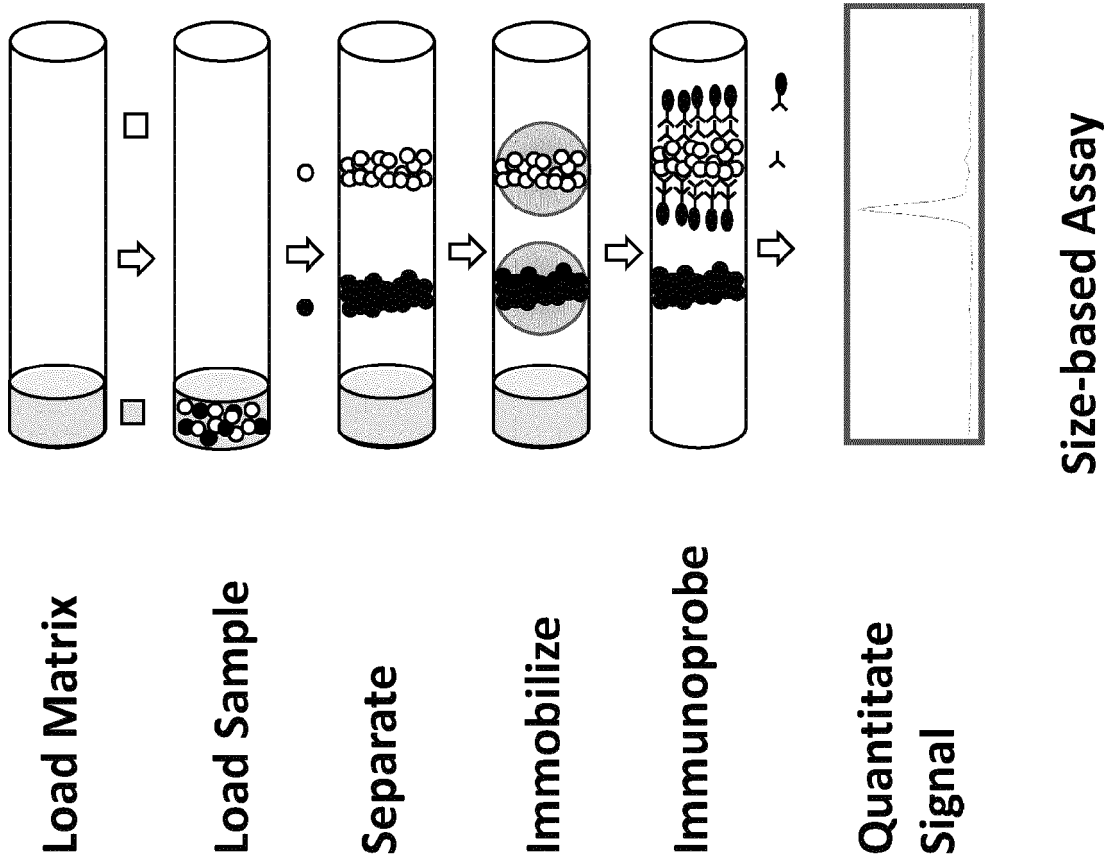 Load Matrix
Load Sample
Separate
Immobilize
Immunoprobe
Quantitate
Signal
Size-based Assay